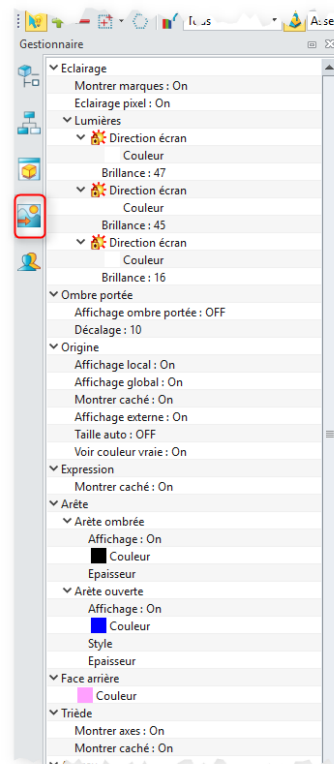 Gestionnaire
Eclairage
Montrer marques : On
Eclairage pixel : On
Lumières
Direction écran
Couleur
Brillance : 47
Direction écran
Couleur
Brillance : 45
Direction écran
Couleur
Brillance : 16
Ombre portée
Affichage ombre portée : OFF
Décalage : 10
Origine
Affichage local : On
Affichage global : On
Montrer caché : On
Affichage externe : On
Taille auto : OFF
Voir couleur vraie : On
Expression
Montrer caché : On
Arête
Arète ombrée
Affichage : On
Couleur
Epaisseur
Arète ouverte
Affichage : On
Couleur
Style
Epaisseur
Face arrière
Couleur
Trièdre
Montrer axes : On
Montrer caché : On